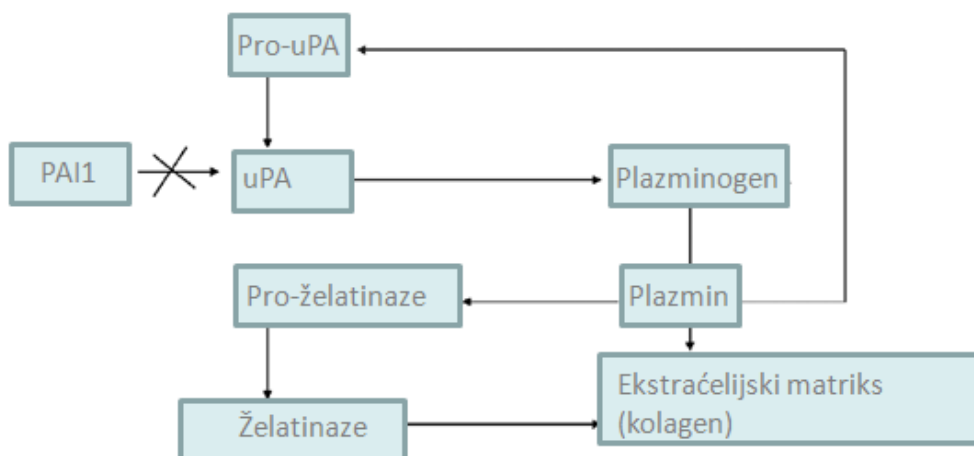 Pro-uPA
PAI1
uPA
Plazminogen
Pro-želatinaze
Plazmin
Ekstraćelijski matriks
(kolagen)
Želatinaze